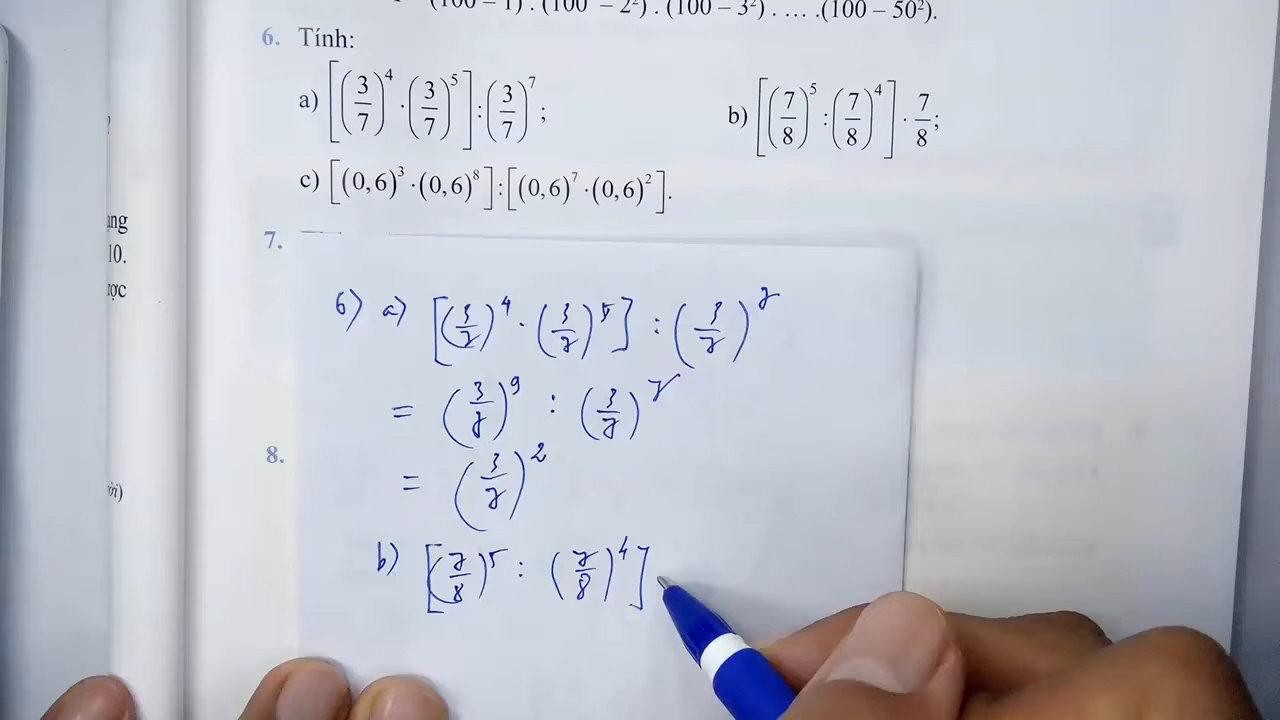 (100 – 1) . (100 – 2²) . (100 – 3²) . … .(100 – 50²).
6. Tính:
a) [(3/7)⁴ · (3/7)⁵] : (3/7)⁷;
b) [(7/8)⁵ : (7/8)⁴] · 7/8;
c) [(0,6)³ · (0,6)⁸] : [(0,6)⁷ · (0,6)²].
10.
7.
6) a) [(3/7)⁴ · (3/7)⁵] : (3/7)⁷
= (3/7)⁹ : (3/7)⁷
8.
= (3/7)²
b) [(7/8)⁵ : (7/8)⁴]